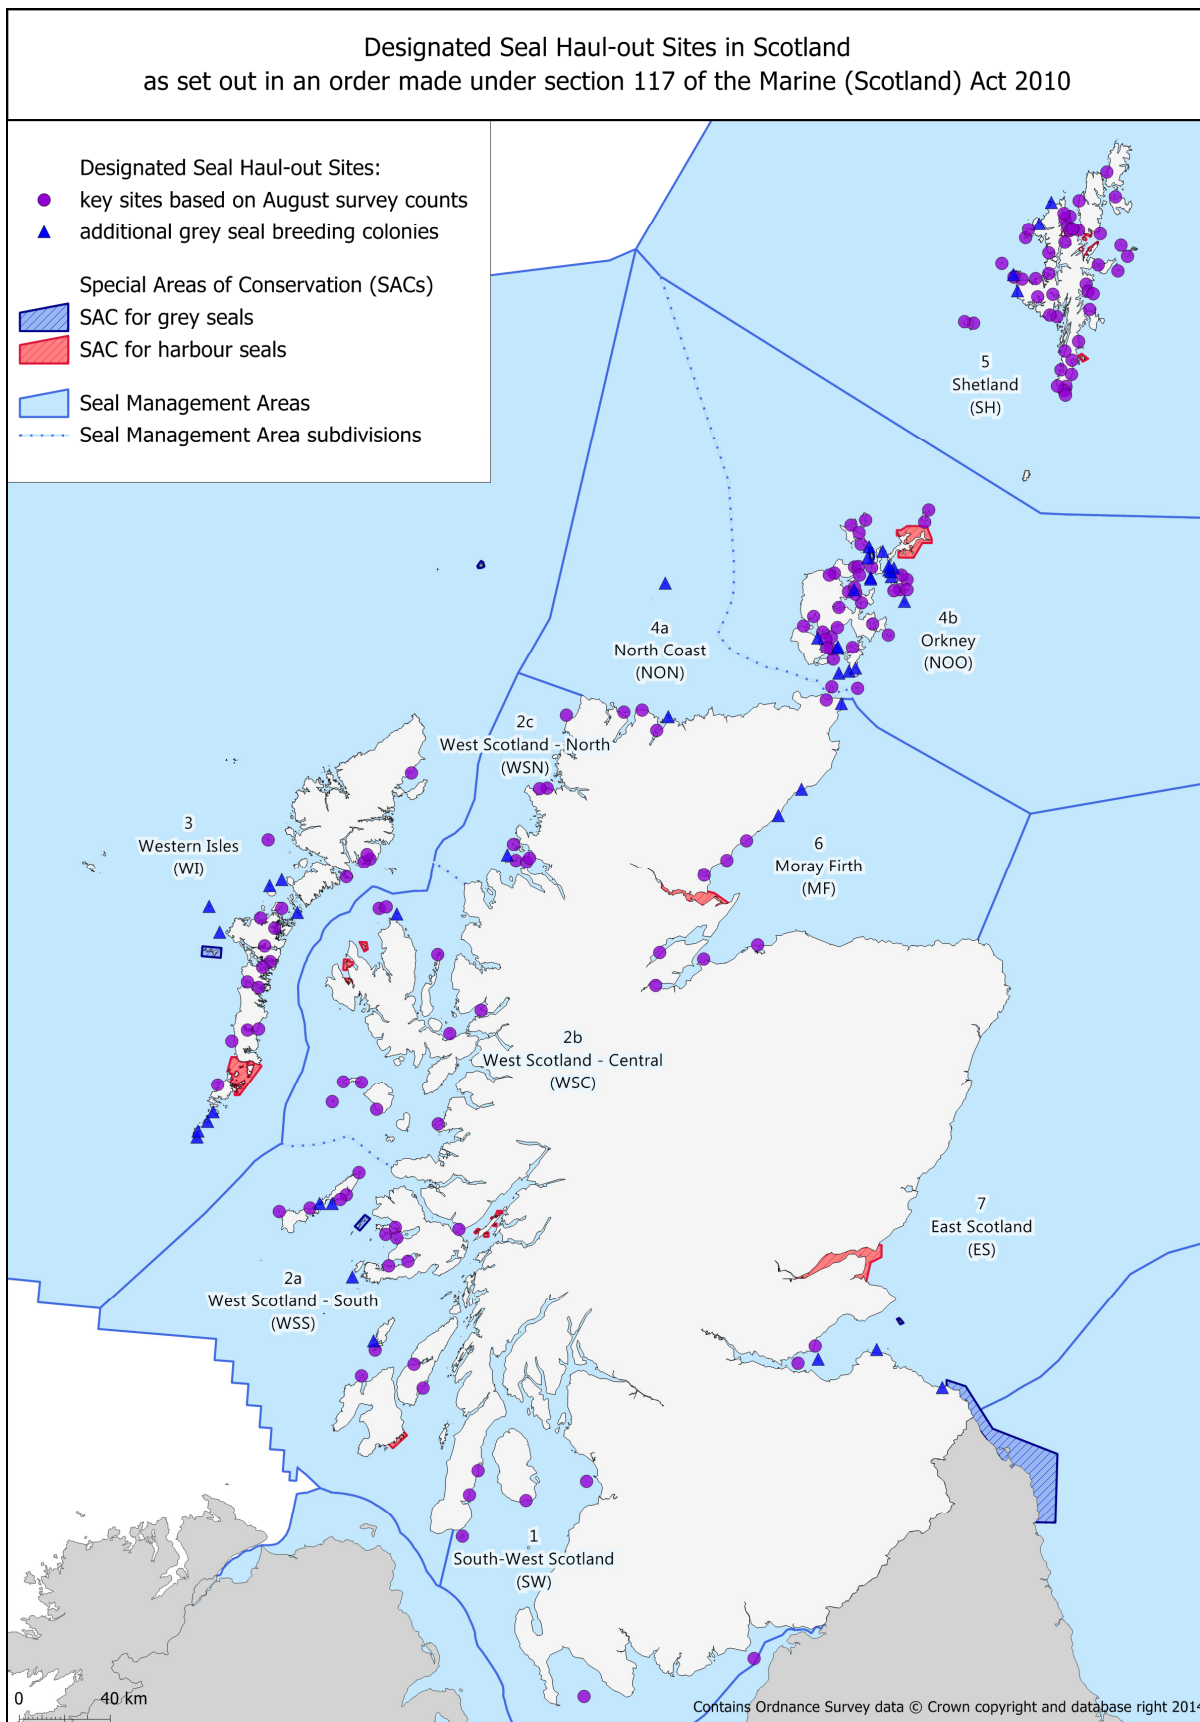 Designated Seal Haul-out Sites in Scotland
as set out in an order made under section 117 of the Marine (Scotland) Act 2010
Designated Seal Haul-out Sites:
key sites based on August survey counts
additional grey seal breeding colonies
Special Areas of Conservation (SACs)
SAC for grey seals
SAC for harbour seals
Seal Management Areas
Seal Management Area subdivisions
5
Shetland
(SH)
4b
Orkney
(NOO)
4a
North Coast
(NON)
2c
West Scotland - North
(WSN)
3
Western Isles
(WI)
6
Moray Firth
(MF)
2b
West Scotland - Central
(WSC)
7
East Scotland
(ES)
2a
West Scotland - South
(WSS)
1
South-West Scotland
(SW)
0 40 km
Contains Ordnance Survey data © Crown copyright and database right 2014